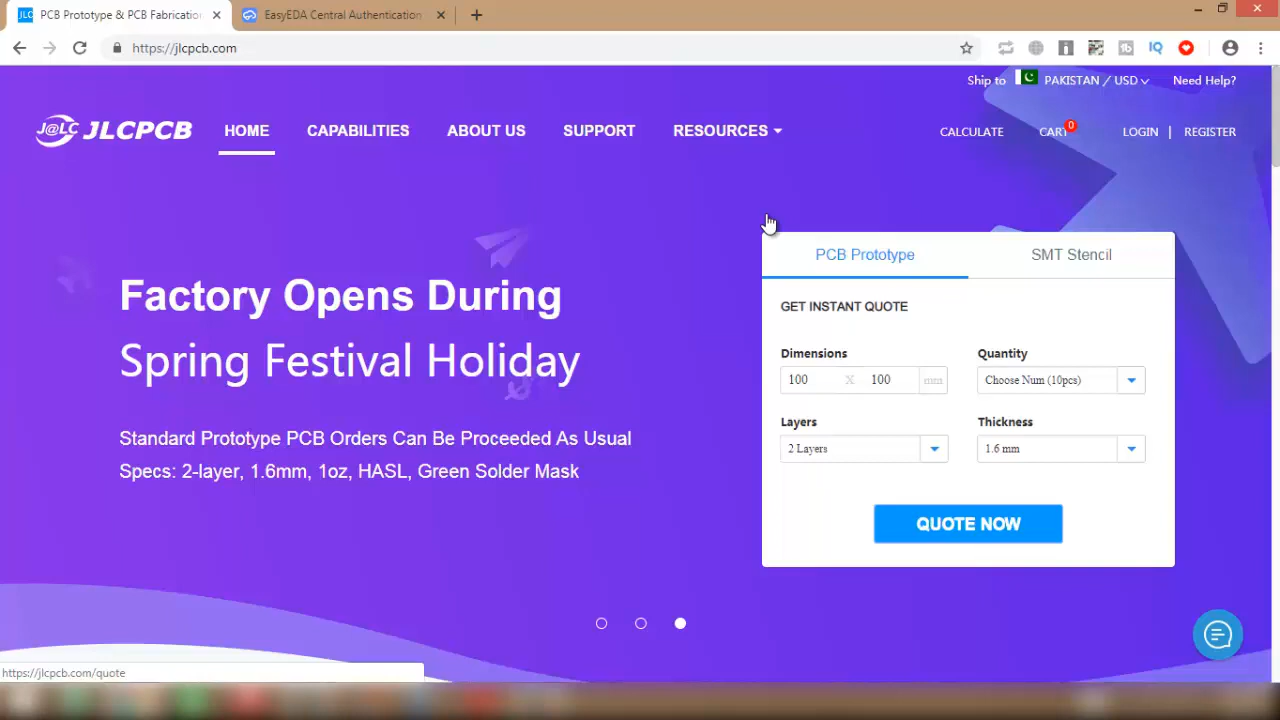 PCB Prototype & PCB Fabricatio
EasyEDA Central Authentication
https://jlcpcb.com
Ship to PAKISTAN / USD Need Help?
J@LC JLCPCB
HOME CAPABILITIES ABOUT US SUPPORT RESOURCES CALCULATE CART 0 LOGIN | REGISTER
Factory Opens During
Spring Festival Holiday
Standard Prototype PCB Orders Can Be Proceeded As Usual
Specs: 2-layer, 1.6mm, 1oz, HASL, Green Solder Mask
PCB Prototype SMT Stencil
GET INSTANT QUOTE
Dimensions Quantity
100 X 100 mm Choose Num (10pcs)
Layers Thickness
2 Layers 1.6 mm
QUOTE NOW
https://jlcpcb.com/quote